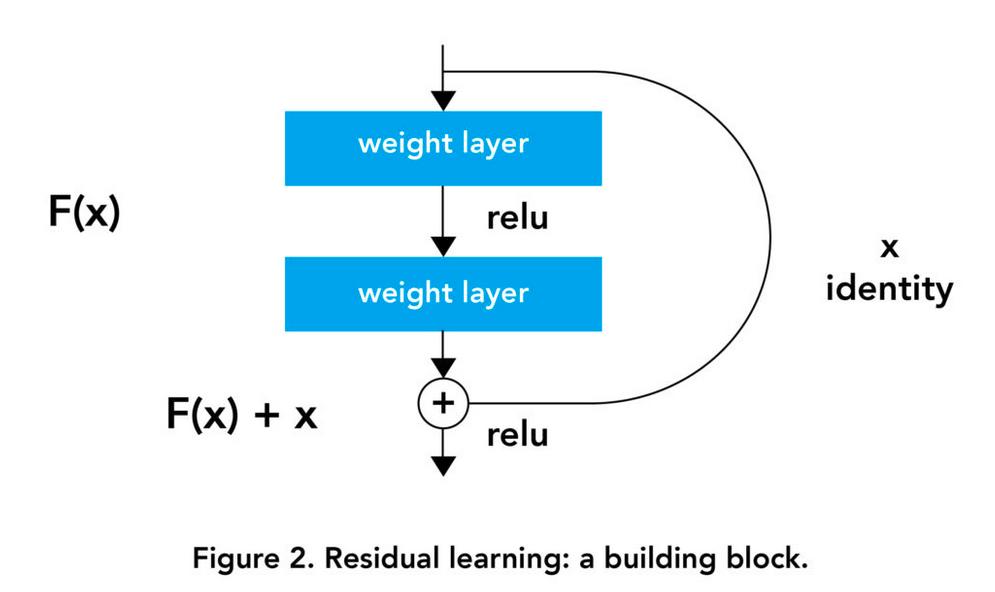 weight layer
F(x)
relu
x
identity
weight layer
F(x) + x
relu
Figure 2. Residual learning: a building block.